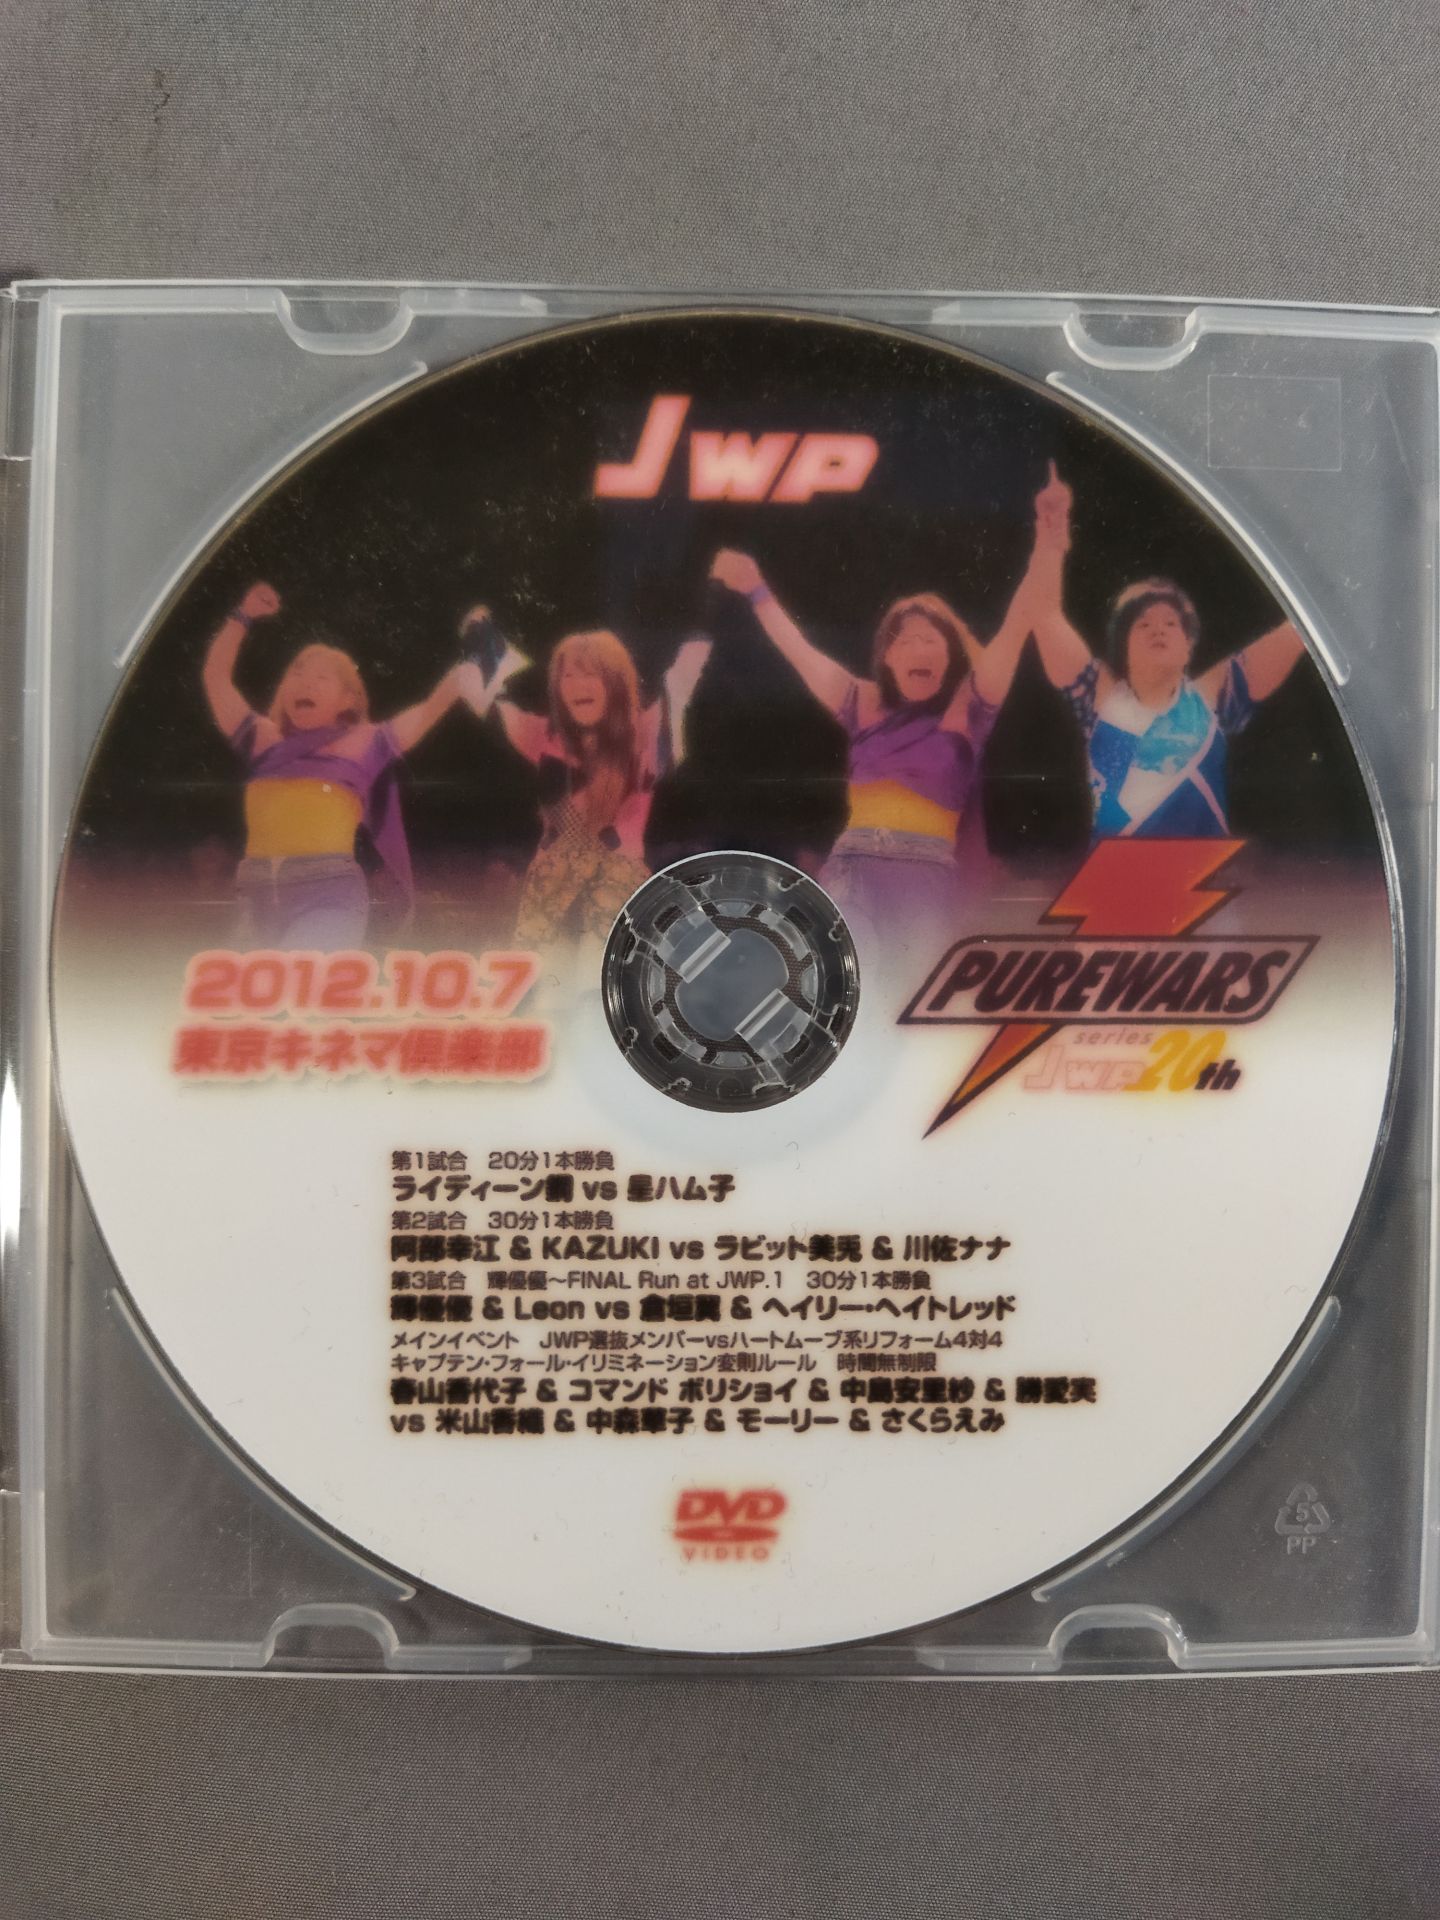 JWP
2012.10.7
東京キネマ倶楽部
PUREWARS
series
JWP 20th
第1試合 20分1本勝負
ライディーン鋼 vs 星ハム子
第2試合 30分1本勝負
阿部幸江 & KAZUKI vs ラビット美兎 & 川佐ナナ
第3試合 輝優優～FINAL Run at JWP.1 30分1本勝負
輝優優 & Leon vs 倉垣翼 & ヘイリー・ヘイトレッド
メインイベント JWP選抜メンバーvsハートムーブ系リフォーム4対4
キャプテン・フォール・イリミネーション変則ルール 時間無制限
春山香代子 & コマンド ボリショイ & 中島安里紗 & 勝愛実
vs 米山香織 & 中森華子 & モーリー & さくらえみ
DVD
VIDEO
5
PP